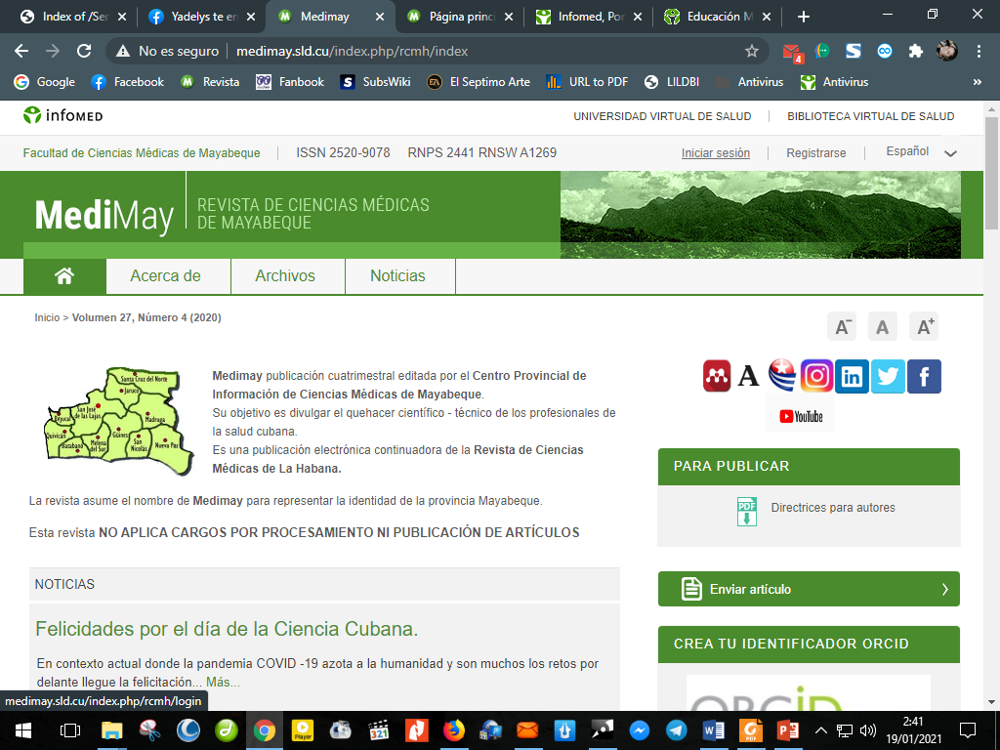 Index of /Ser
Yadelys te en
Medimay
Página princ
Infomed, Por
Educación M
No es seguro
medimay.sld.cu/index.php/rcmh/index
4
Google
Facebook
Revista
Fanbook
SubsWiki
El Septimo Arte
URL to PDF
LILDBI
Antivirus
Antivirus
»
infoMED
UNIVERSIDAD VIRTUAL DE SALUD
BIBLIOTECA VIRTUAL DE SALUD
Facultad de Ciencias Médicas de Mayabeque
ISSN 2520-9078
RNPS 2441 RNSW A1269
Iniciar sesión
Registrarse
Español
MediMay
REVISTA DE CIENCIAS MÉDICAS
DE MAYABEQUE
Acerca de
Archivos
Noticias
Inicio > Volumen 27, Número 4 (2020)
A-
A
A+
Santa Cruz del Norte
Jaruco
San José
de las Lajas
Bejucal
Madruga
Quivicán
Güines
Batabanó
Melena
del Sur
San
Nicolás
Nueva Paz
Medimay publicación cuatrimestral editada por el Centro Provincial de
Información de Ciencias Médicas de Mayabeque.
Su objetivo es divulgar el quehacer científico - técnico de los profesionales de
la salud cubana.
Es una publicación electrónica continuadora de la Revista de Ciencias
Médicas de La Habana.
A
in
f
YouTube
La revista asume el nombre de Medimay para representar la identidad de la provincia Mayabeque.
Esta revista NO APLICA CARGOS POR PROCESAMIENTO NI PUBLICACIÓN DE ARTÍCULOS
PARA PUBLICAR
PDF
Directrices para autores
Enviar artículo
CREA TU IDENTIFICADOR ORCID
ORCID
NOTICIAS
Felicidades por el día de la Ciencia Cubana.
En contexto actual donde la pandemia COVID -19 azota a la humanidad y son muchos los retos por
delante llegue la felicitación... Más...
medimay.sld.cu/index.php/rcmh/login
Player
321
2:41
19/01/2021